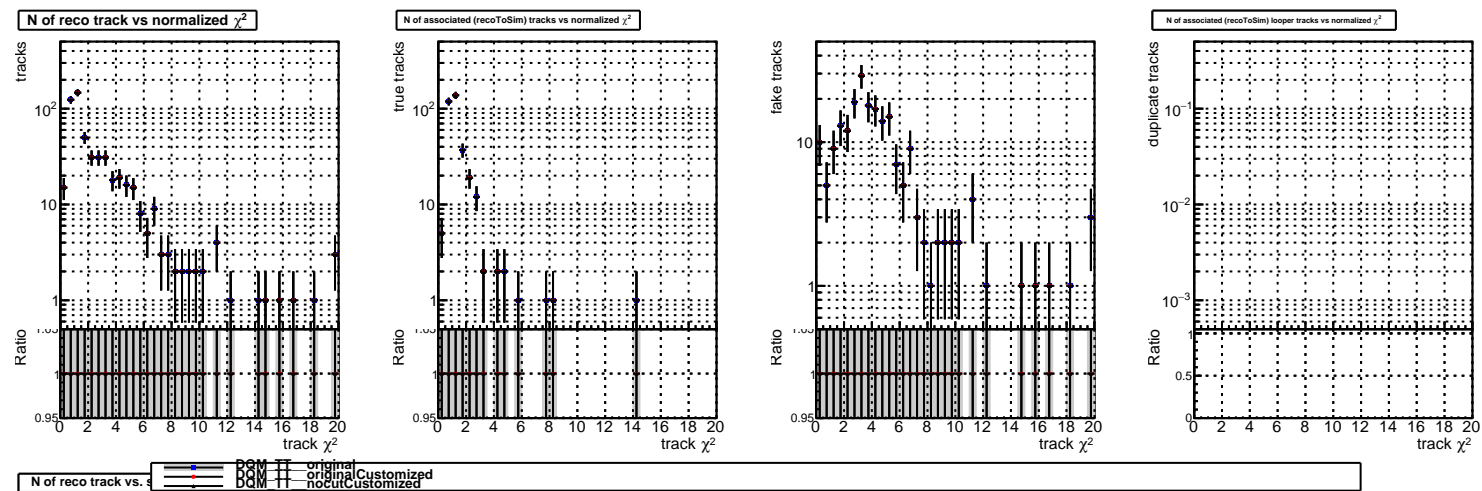 N of reco track vs normalized χ²
N of associated (recoToSim) tracks vs normalized χ²
N of associated (recoToSim) looper tracks vs normalized χ²
tracks
10²
10
1
Ratio
1.05
1
0.95
0 2 4 6 8 10 12 14 16 18 20
track χ²
true tracks
10²
10
1
Ratio
1.05
1
0.95
0 2 4 6 8 10 12 14 16 18 20
track χ²
fake tracks
10
1
Ratio
1.05
1
0.95
0 2 4 6 8 10 12 14 16 18 20
track χ²
duplicate tracks
10⁻¹
10⁻²
10⁻³
Ratio
1
0.5
0
0 2 4 6 8 10 12 14 16 18 20
track χ²
N of reco track vs.
DQM_TT__original
DQM_TT__originalCustomized
DQM_TT__nocutCustomized